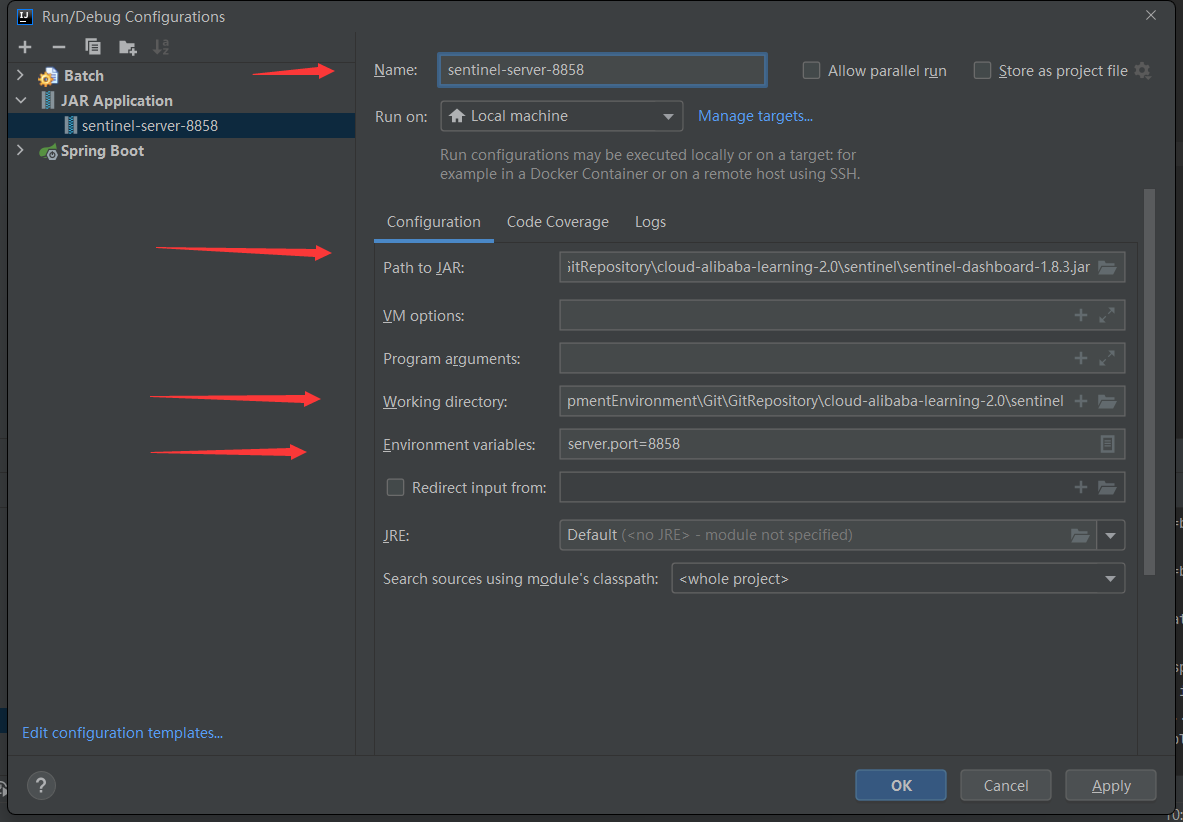 Run/Debug Configurations
Batch
JAR Application
sentinel-server-8858
Spring Boot
Edit configuration templates...
Name: sentinel-server-8858 Allow parallel run Store as project file
Run on: Local machine Manage targets...
Run configurations may be executed locally or on a target: for
example in a Docker Container or on a remote host using SSH.
Configuration Code Coverage Logs
Path to JAR: itRepository\cloud-alibaba-learning-2.0\sentinel\sentinel-dashboard-1.8.3.jar
VM options:
Program arguments:
Working directory: pmentEnvironment\Git\GitRepository\cloud-alibaba-learning-2.0\sentinel
Environment variables: server.port=8858
Redirect input from:
JRE: Default (<no JRE> - module not specified)
Search sources using module's classpath: <whole project>
? OK Cancel Apply